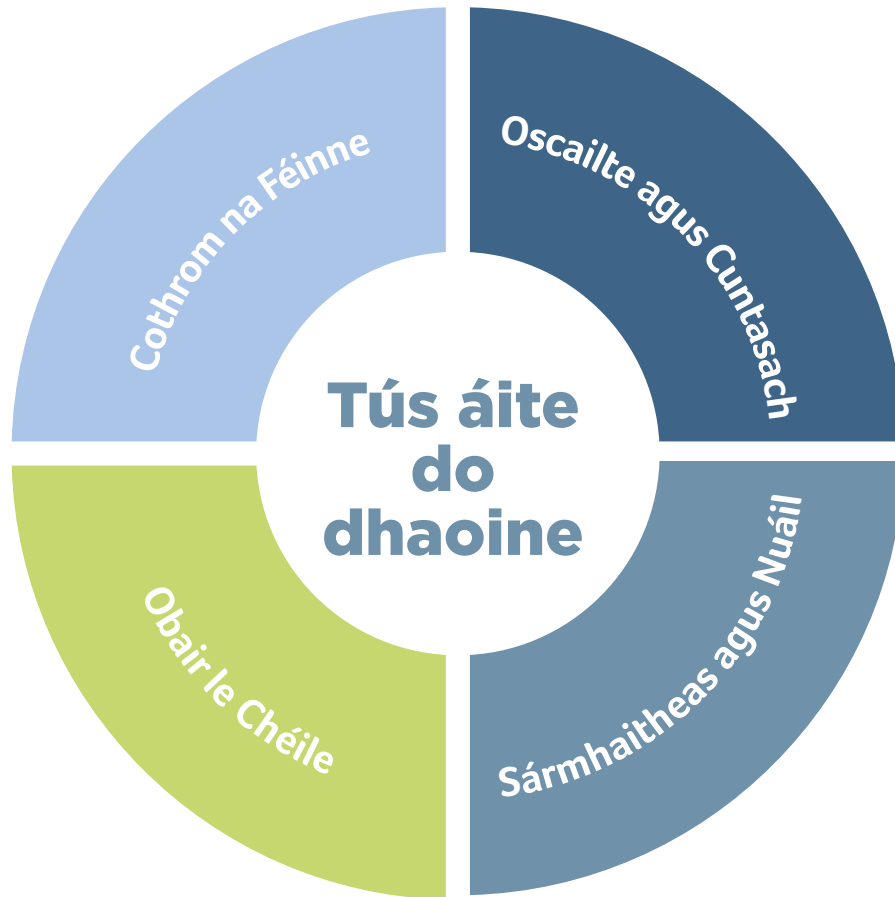 Cothrom na Féinne
Oscailte agus Cuntasach
Tús áite
do
dhaoine
Obair le Chéile
Sármhaitheas agus Nuáil